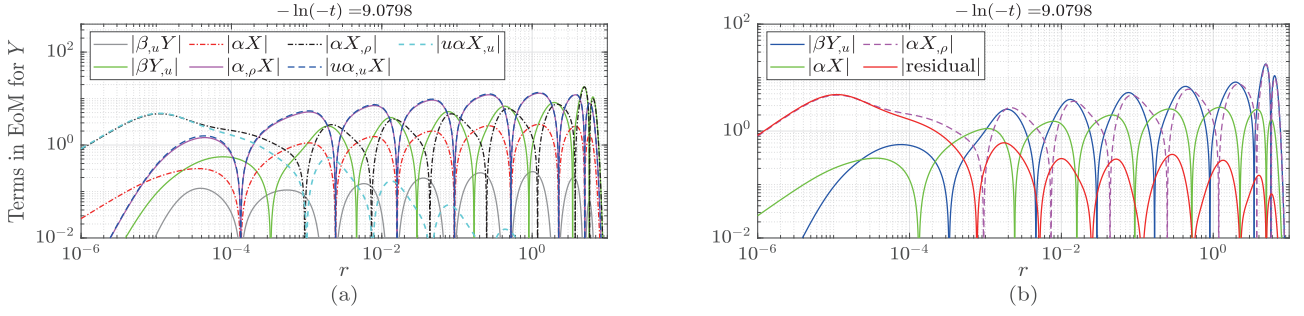 − ln(−t) =9.0798
Terms in EoM for Y
10^2
10^0
10^−2
|β,uY| |αX| |αX,ρ| |uαX,u|
|βY,u| |α,ρX| |uα,uX|
10^−6 10^−4 10^−2 10^0
r
(a)
− ln(−t) =9.0798
10^2
10^0
10^−2
|βY,u| |αX,ρ|
|αX| |residual|
10^−6 10^−4 10^−2 10^0
r
(b)